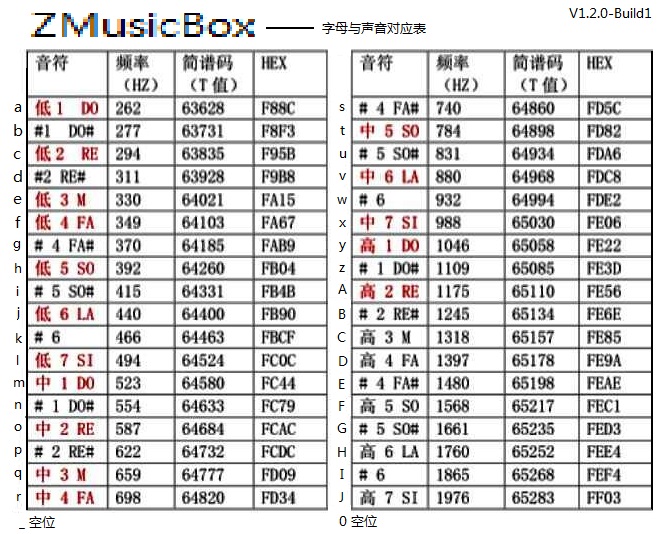 ZMusicBox —— 字母与声音对应表
V1.2.0-Build1
音符 频率(HZ) 简谱码(T 值) HEX
a 低 1 DO 262 63628 F88C
b #1 DO# 277 63731 F8F3
c 低 2 RE 294 63835 F95B
d #2 RE# 311 63928 F9B8
e 低 3 M 330 64021 FA15
f 低 4 FA 349 64103 FA67
g # 4 FA# 370 64185 FAB9
h 低 5 SO 392 64260 FB04
i # 5 SO# 415 64331 FB4B
j 低 6 LA 440 64400 FB90
k # 6 466 64463 FBCF
l 低 7 SI 494 64524 FC0C
m 中 1 DO 523 64580 FC44
n # 1 DO# 554 64633 FC79
o 中 2 RE 587 64684 FCAC
p # 2 RE# 622 64732 FCDC
q 中 3 M 659 64777 FD09
r 中 4 FA 698 64820 FD34
_ 空位
音符 频率(HZ) 简谱码(T 值) HEX
s # 4 FA# 740 64860 FD5C
t 中 5 SO 784 64898 FD82
u # 5 SO# 831 64934 FDA6
v 中 6 LA 880 64968 FDC8
w # 6 932 64994 FDE2
x 中 7 SI 988 65030 FE06
y 高 1 DO 1046 65058 FE22
z # 1 DO# 1109 65085 FE3D
A 高 2 RE 1175 65110 FE56
B # 2 RE# 1245 65134 FE6E
C 高 3 M 1318 65157 FE85
D 高 4 FA 1397 65178 FE9A
E # 4 FA# 1480 65198 FEAE
F 高 5 SO 1568 65217 FEC1
G # 5 SO# 1661 65235 FED3
H 高 6 LA 1760 65252 FEE4
I # 6 1865 65268 FEF4
J 高 7 SI 1976 65283 FF03
0 空位